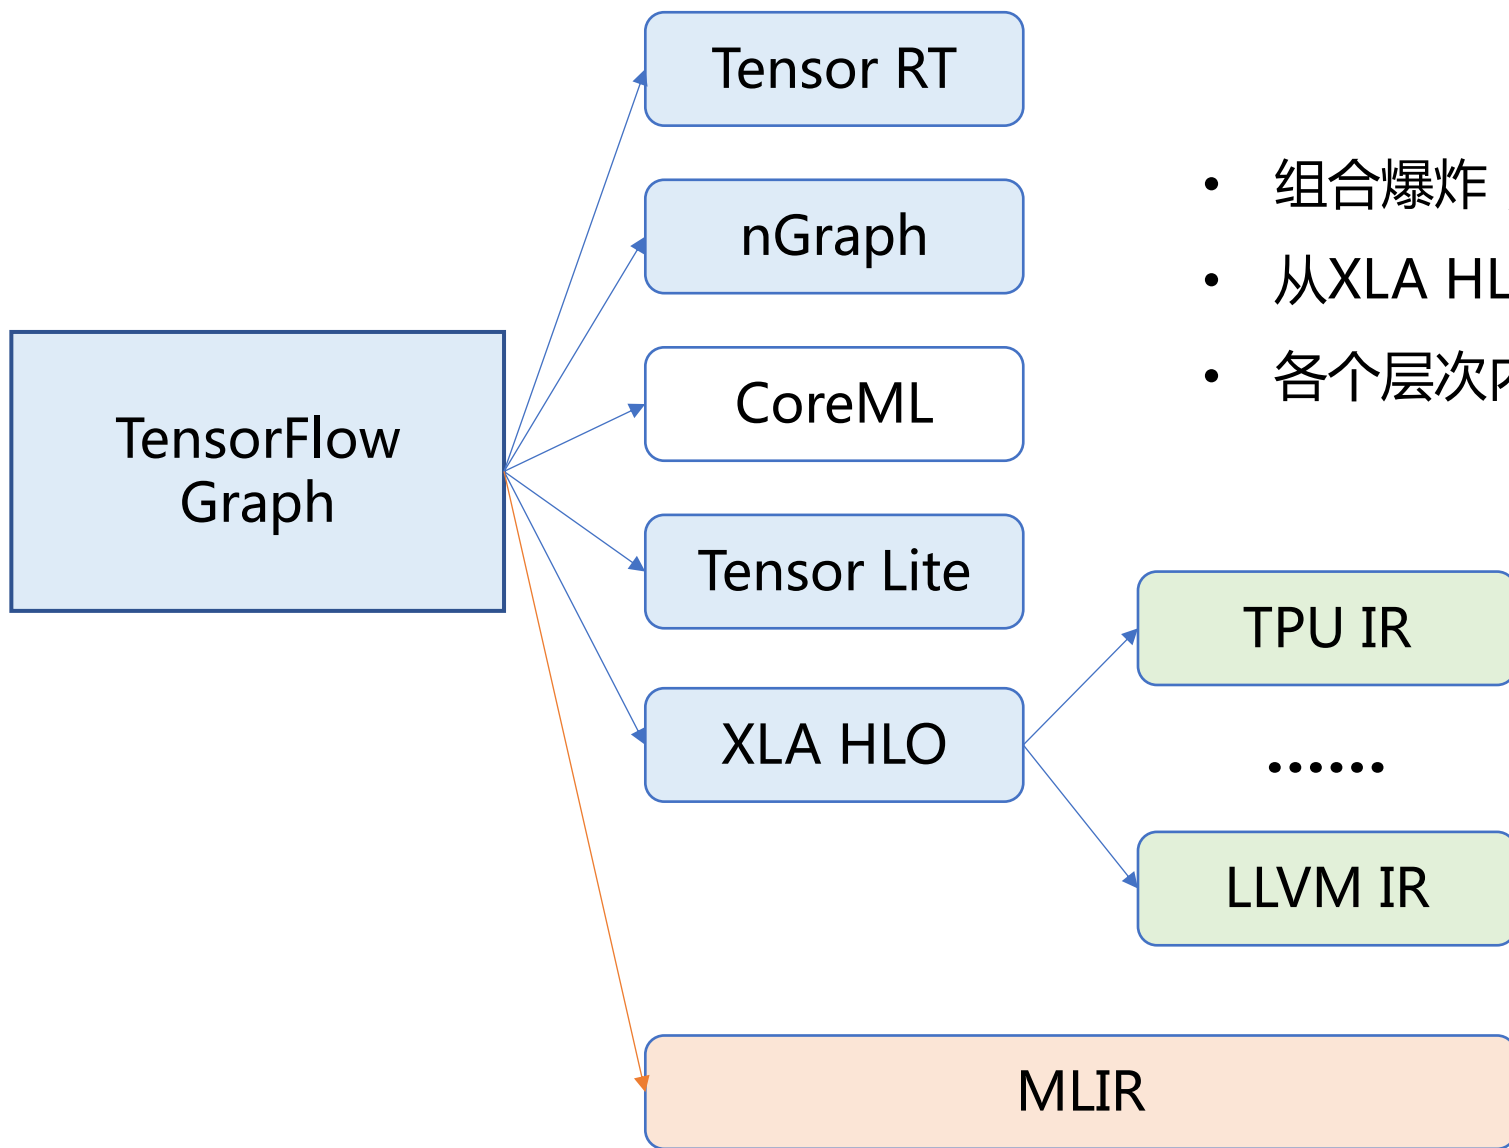 Tensor RT
nGraph
CoreML
Tensor Lite
XLA HLO
TensorFlow
Graph
• 组合爆炸
• 从XLA HL
• 各个层次
TPU IR
......
LLVM IR
MLIR